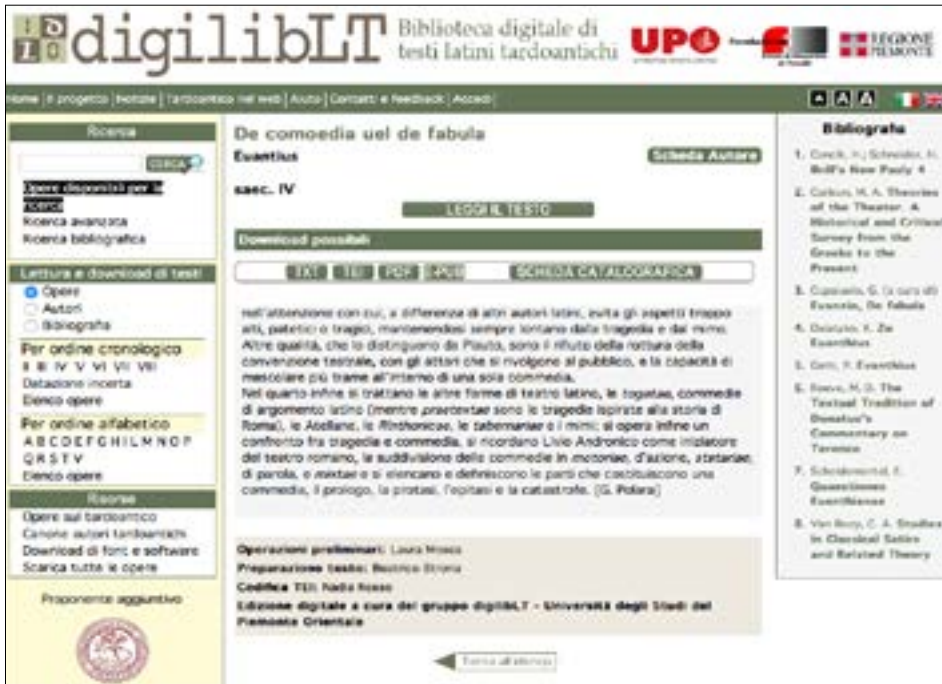 digilibLT
Biblioteca digitale di
testi latini tardoantichi
UPO
REGIONE
PIEMONTE
Home | Il progetto | Notizie | Tardoantico nel web | Aiuto | Contatti e feedback | Accedi
A A A
Ricerca
CERCA
Opere disponibili per la
ricerca
Ricerca avanzata
Ricerca bibliografica
Lettura e download di testi
Opere
Autori
Bibliografia
Per ordine cronologico
II III IV V VI VII VIII
Datazione incerta
Elenco opere
Per ordine alfabetico
A B C D E F G H I L M N O P
Q R S T V
Elenco opere
Risorse
Opere sul tardoantico
Canone autori tardoantichi
Download di font e software
Scarica tutte le opere
Proponente aggiuntivo
De comoedia uel de fabula
Euantius
Scheda Autore
saec. IV
LEGGI IL TESTO
Download possibili
TXT TEI PDF E-PUB SCHEDA CATALOGRAFICA
nell'attenzione con cui, a differenza di altri autori latini, evita gli aspetti troppo
alti, patetici o tragici, mantenendosi sempre lontano dalla tragedia e dal mimo.
Altre qualità, che lo distinguono da Plauto, sono il rifiuto della rottura della
convenzione teatrale, con gli attori che si rivolgono al pubblico, e la capacità di
mescolare più trame all'interno di una sola commedia.
Nel quarto infine si trattano le altre forme di teatro latino, le togatae, commedie
di argomento latino (mentre praetextae sono le tragedie ispirate alla storia di
Roma), le Atellane, le Rinthonicae, le tabernariae e i mimi; si opera infine un
confronto fra tragedia e commedia, si ricordano Livio Andronico come iniziatore
del teatro romano, la suddivisione delle commedie in motoriae, d'azione, statariae,
di parola, e mixtae e si elencano e definiscono le parti che costituiscono una
commedia, il prologo, la protasi, l'epitasi e la catastrofe. [G. Polara]
Operazioni preliminari: Laura Mosca
Preparazione testo: Beatrice Strona
Codifica TEI: Nadia Rosso
Edizione digitale a cura del gruppo digilibLT - Università degli Studi del
Piemonte Orientale
Torna all'elenco
Bibliografia
1. Cancik, H.; Schneider, H.
Brill's New Pauly 4
2. Carlson, M. A. Theories
of the Theater. A
Historical and Critical
Survey from the
Greeks to the
Present
3. Cupaiuolo, G. (a cura di)
Evanzio, De fabula
4. De
Euanthius
5. Euanthius
6. Reeve, M. D. The
Textual Tradition of
Donatus's
Commentary on
Terence
7. Scheidemantel, E.
Quaestiones
Euanthianae
8. Van Rooy, C. A. Studies
in Classical Satire
and Related Theory